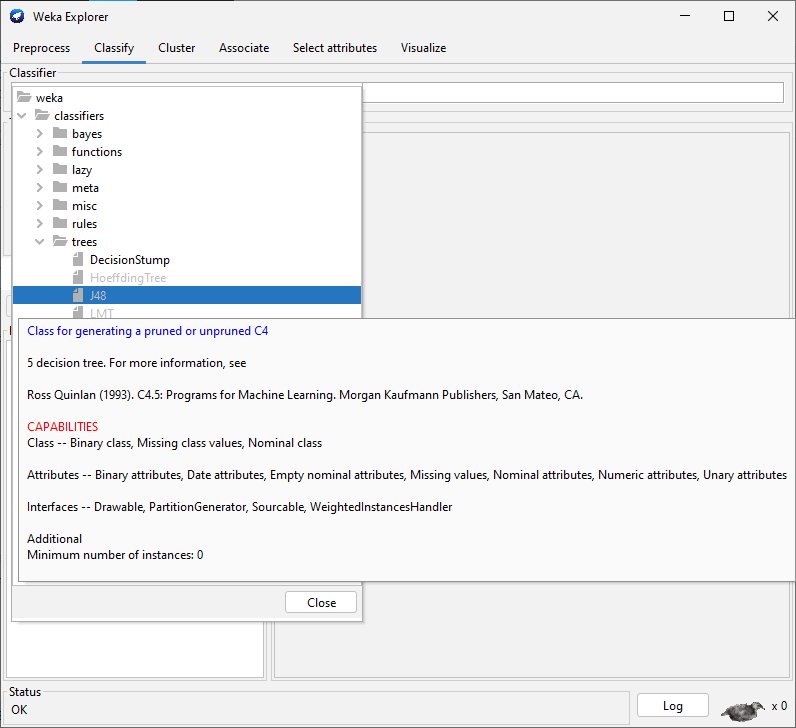 Weka Explorer
Preprocess Classify Cluster Associate Select attributes Visualize
Classifier
weka
classifiers
bayes
functions
lazy
meta
misc
rules
trees
DecisionStump
HoeffdingTree
J48
LMT
Class for generating a pruned or unpruned C4
5 decision tree. For more information, see
Ross Quinlan (1993). C4.5: Programs for Machine Learning. Morgan Kaufmann Publishers, San Mateo, CA.
CAPABILITIES
Class -- Binary class, Missing class values, Nominal class
Attributes -- Binary attributes, Date attributes, Empty nominal attributes, Missing values, Nominal attributes, Numeric attributes, Unary attributes
Interfaces -- Drawable, PartitionGenerator, Sourcable, WeightedInstancesHandler
Additional
Minimum number of instances: 0
Close
Status
OK
Log
x 0